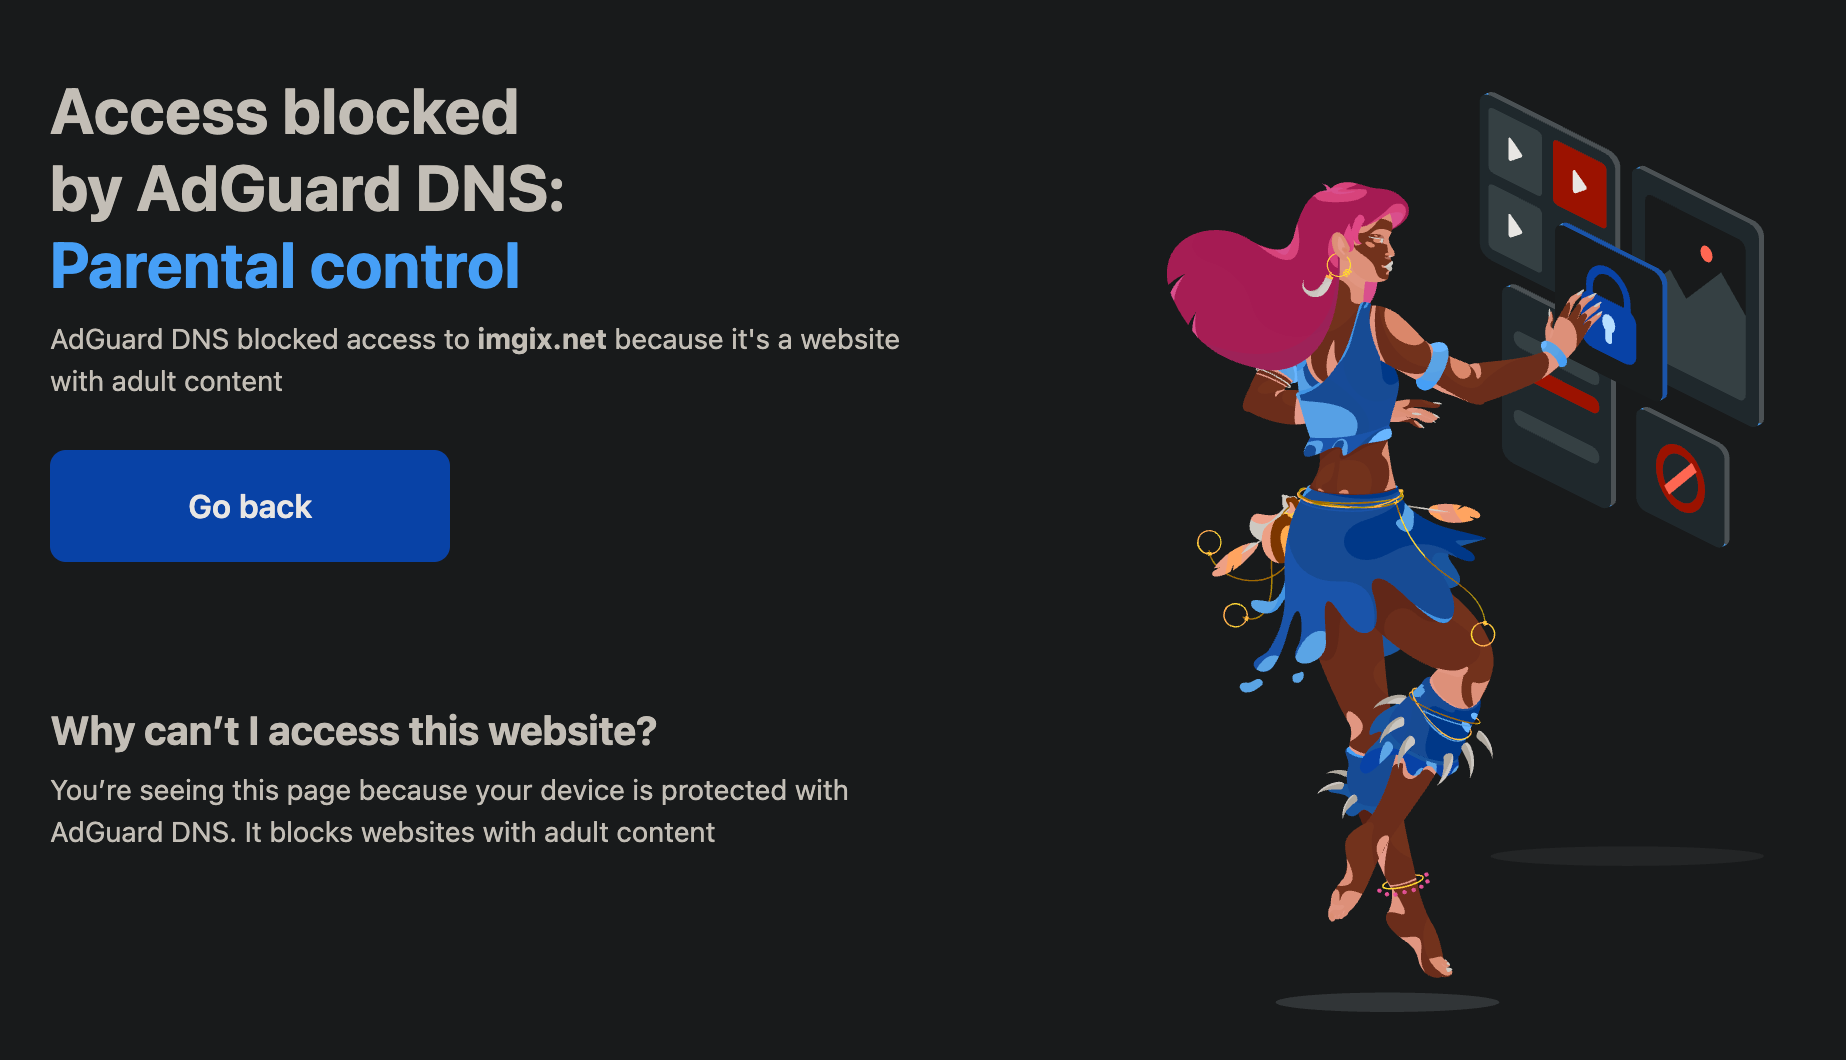 Access blocked
by AdGuard DNS:
Parental control
AdGuard DNS blocked access to imgix.net because it's a website
with adult content
Go back
Why can’t I access this website?
You’re seeing this page because your device is protected with
AdGuard DNS. It blocks websites with adult content